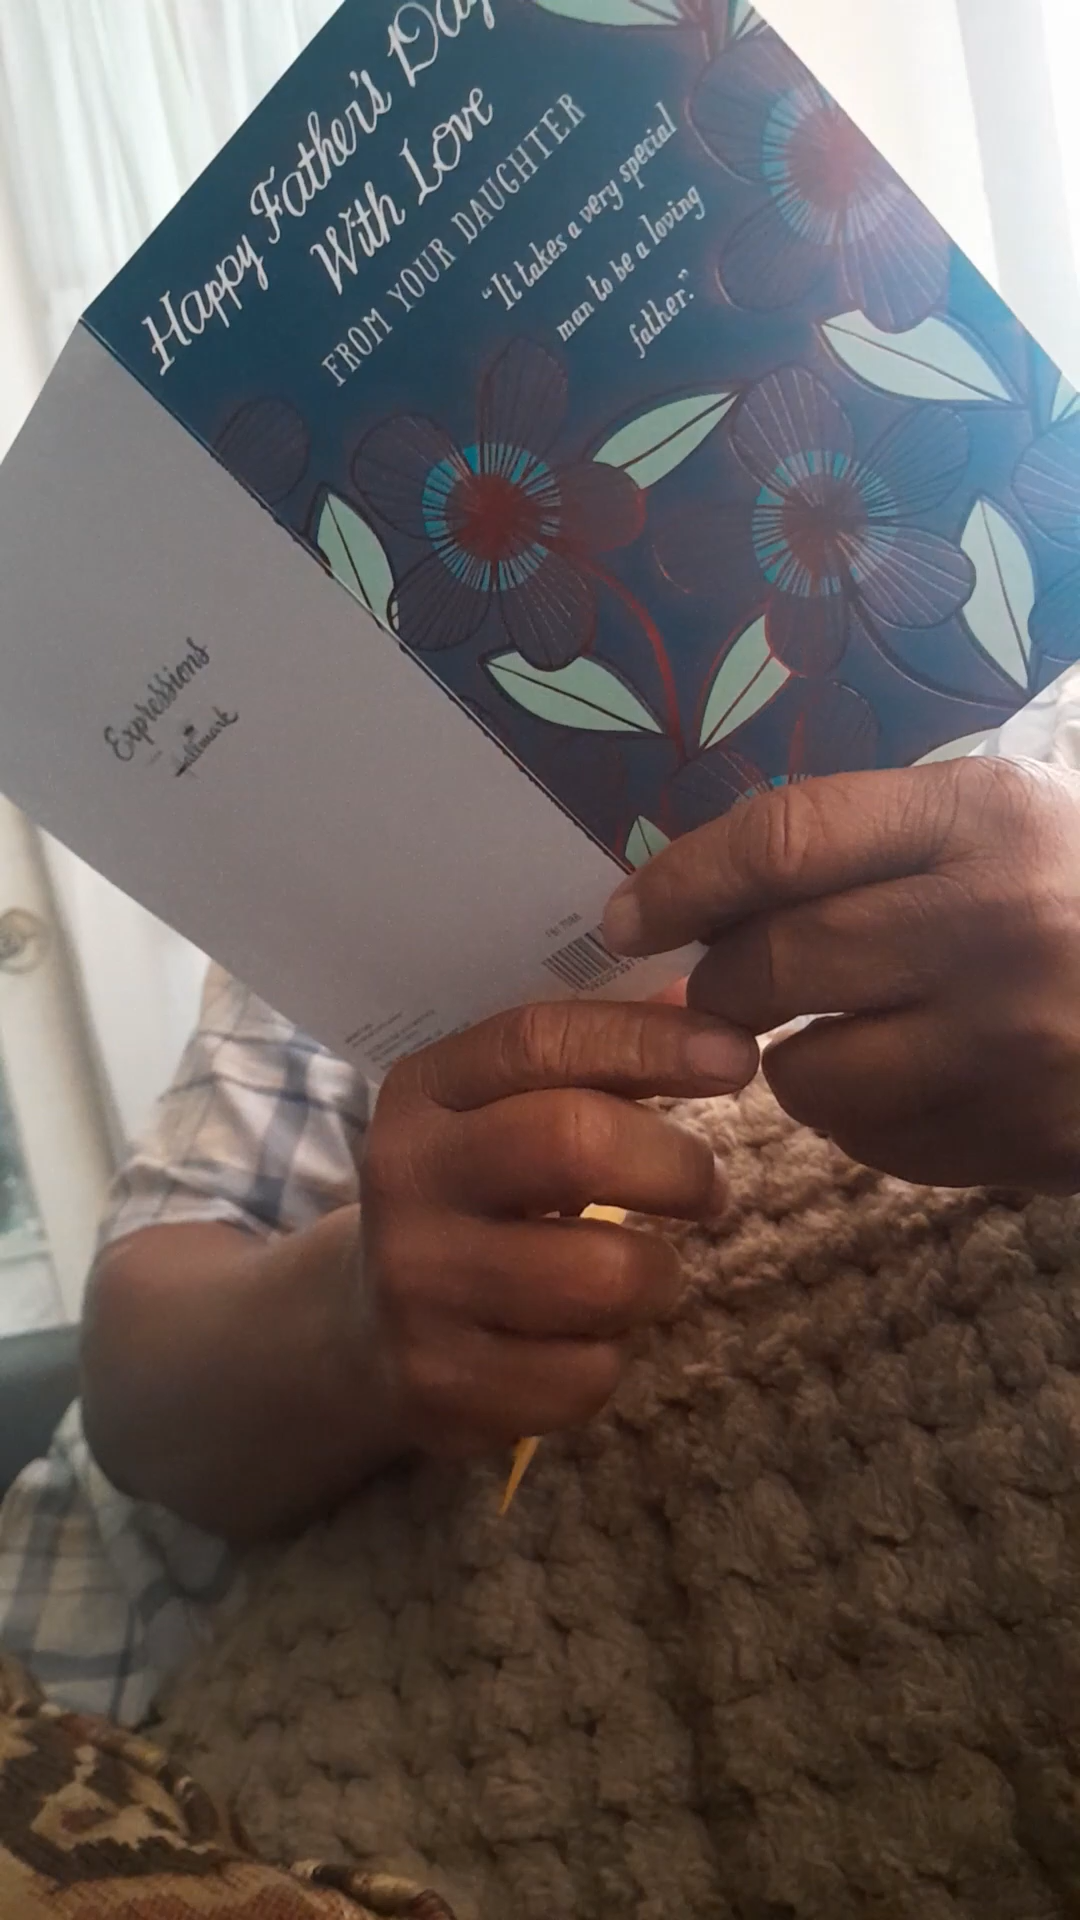 Happy Father's Day
With Love
FROM YOUR DAUGHTER
"It takes a very special
man to be a loving
father."
Expressions
Hallmark